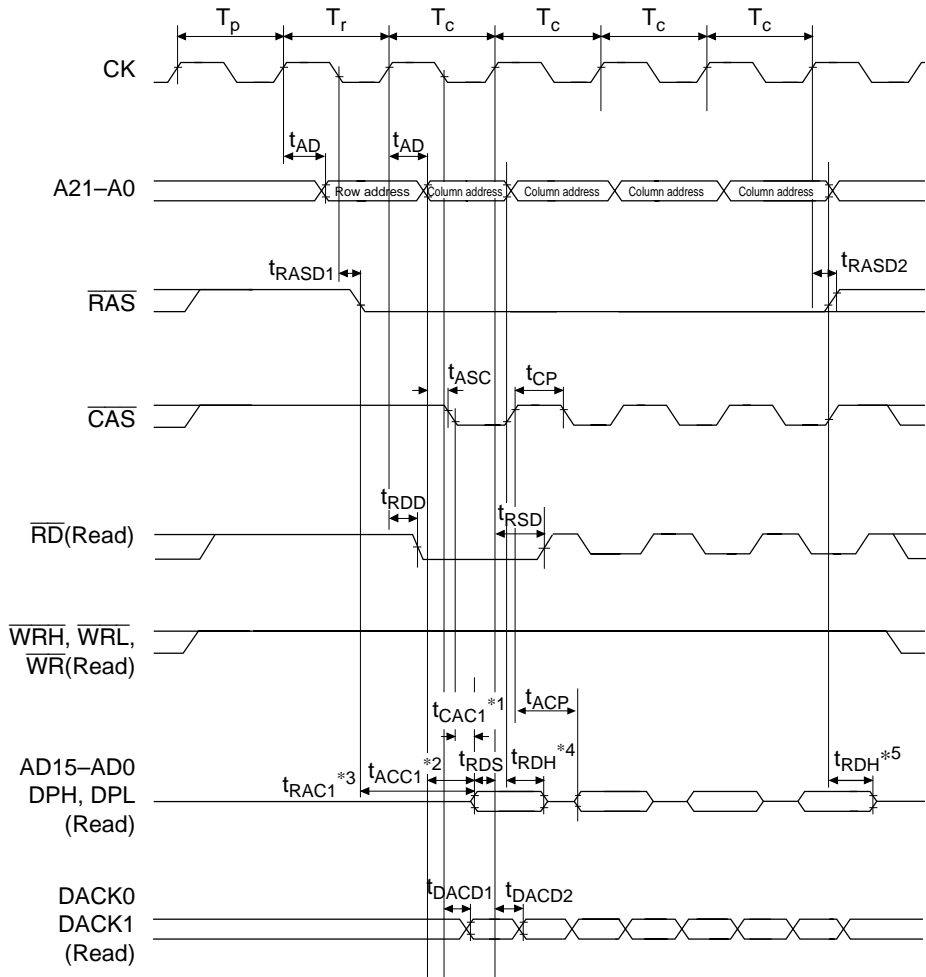 Tp Tr Tc Tc Tc Tc
CK
tAD tAD
A21–A0 Row address Column address Column address Column address Column address
tRASD1 tRASD2
RAS
tASC tCP
CAS
tRDD tRSD
RD(Read)
WRH, WRL,
WR(Read)
tCAC1*1 tACP
AD15–AD0
DPH, DPL
(Read)
tRAC1*3 tACC1*2 tRDS tRDH*4 tRDH*5
DACK0
DACK1
(Read)
tDACD1 tDACD2